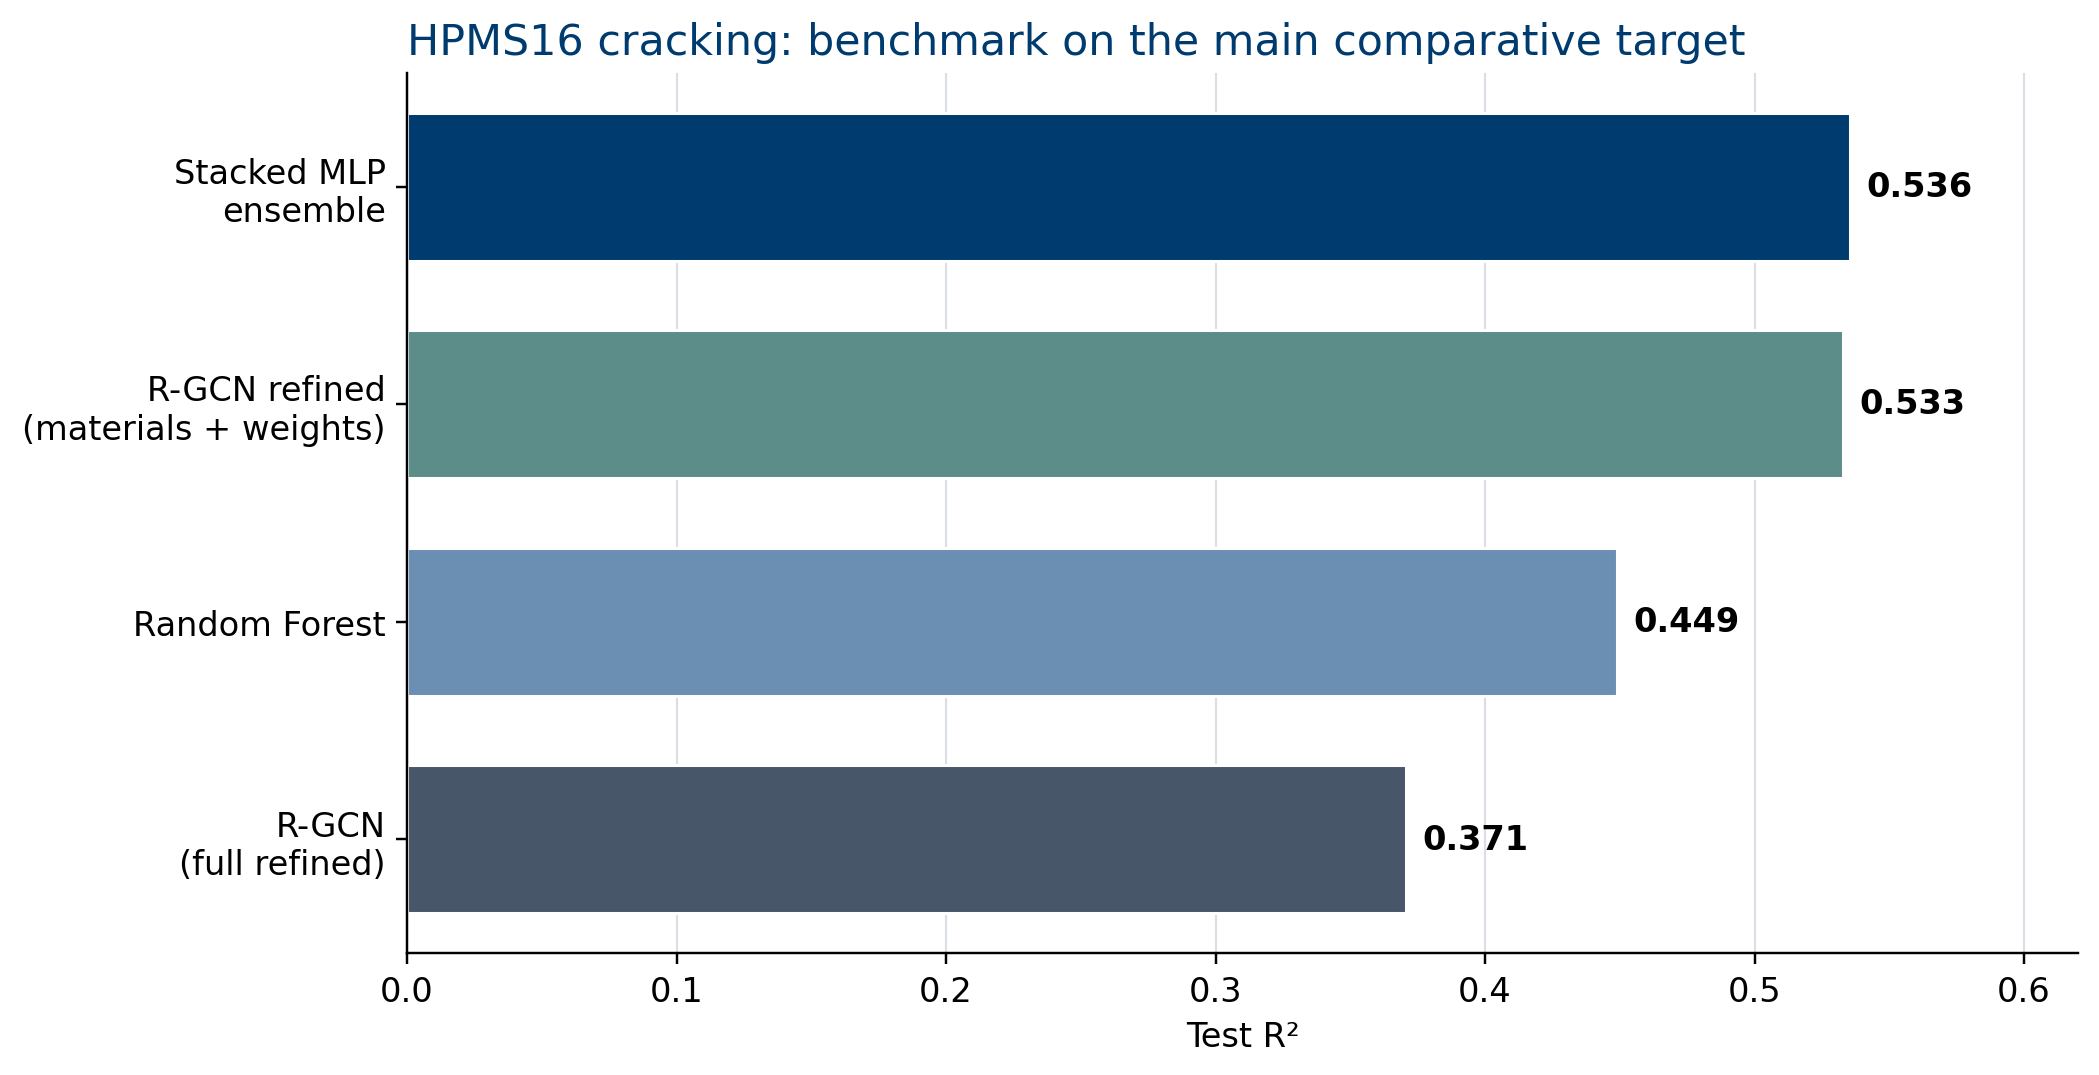 HPMS16 cracking: benchmark on the main comparative target
Stacked MLP
ensemble
0.536
R-GCN refined
(materials + weights)
0.533
Random Forest
0.449
R-GCN
(full refined)
0.371
0.0 0.1 0.2 0.3 0.4 0.5 0.6
Test R²